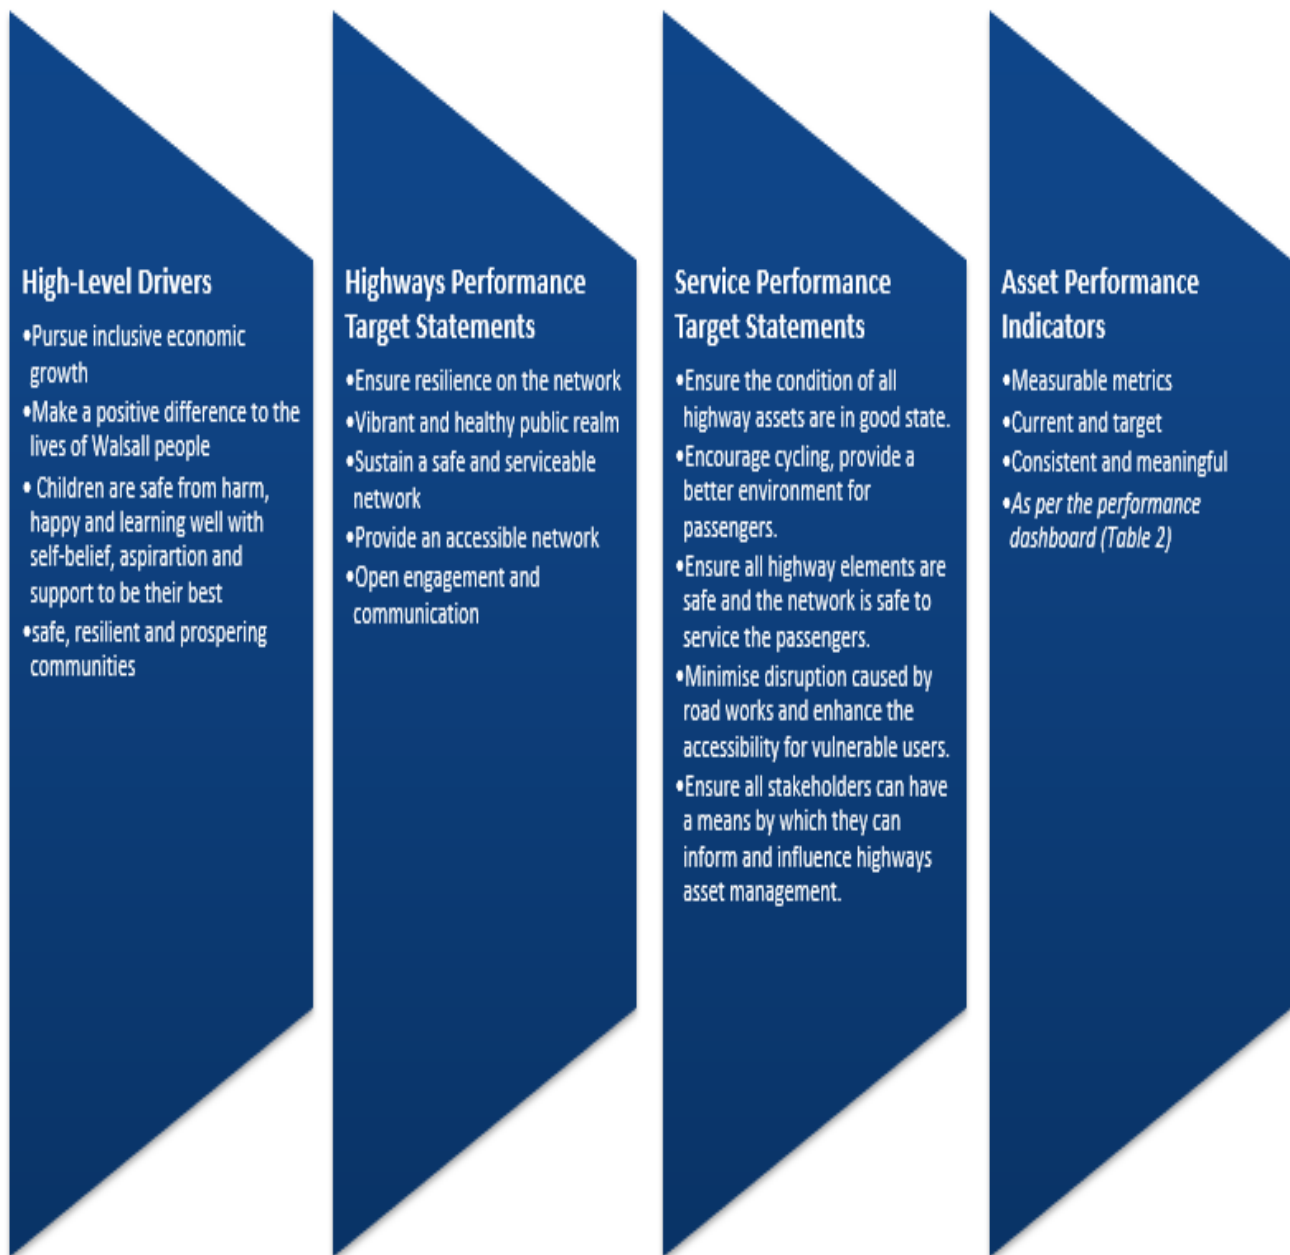 High-Level Drivers
•Pursue inclusive economic
growth
•Make a positive difference to the
lives of Walsall people
• Children are safe from harm,
happy and learning well with
self-belief, aspirartion and
support to be their best
•safe, resilient and prospering
communities
Highways Performance
Target Statements
•Ensure resilience on the network
•Vibrant and healthy public realm
•Sustain a safe and serviceable
network
•Provide an accessible network
•Open engagement and
communication
Service Performance
Target Statements
•Ensure the condition of all
highway assets are in good state.
•Encourage cycling, provide a
better environment for
passengers.
•Ensure all highway elements are
safe and the network is safe to
service the passengers.
•Minimise disruption caused by
road works and enhance the
accessibility for vulnerable users.
•Ensure all stakeholders can have
a means by which they can
inform and influence highways
asset management.
Asset Performance
Indicators
•Measurable metrics
•Current and target
•Consistent and meaningful
•As per the performance
dashboard (Table 2)